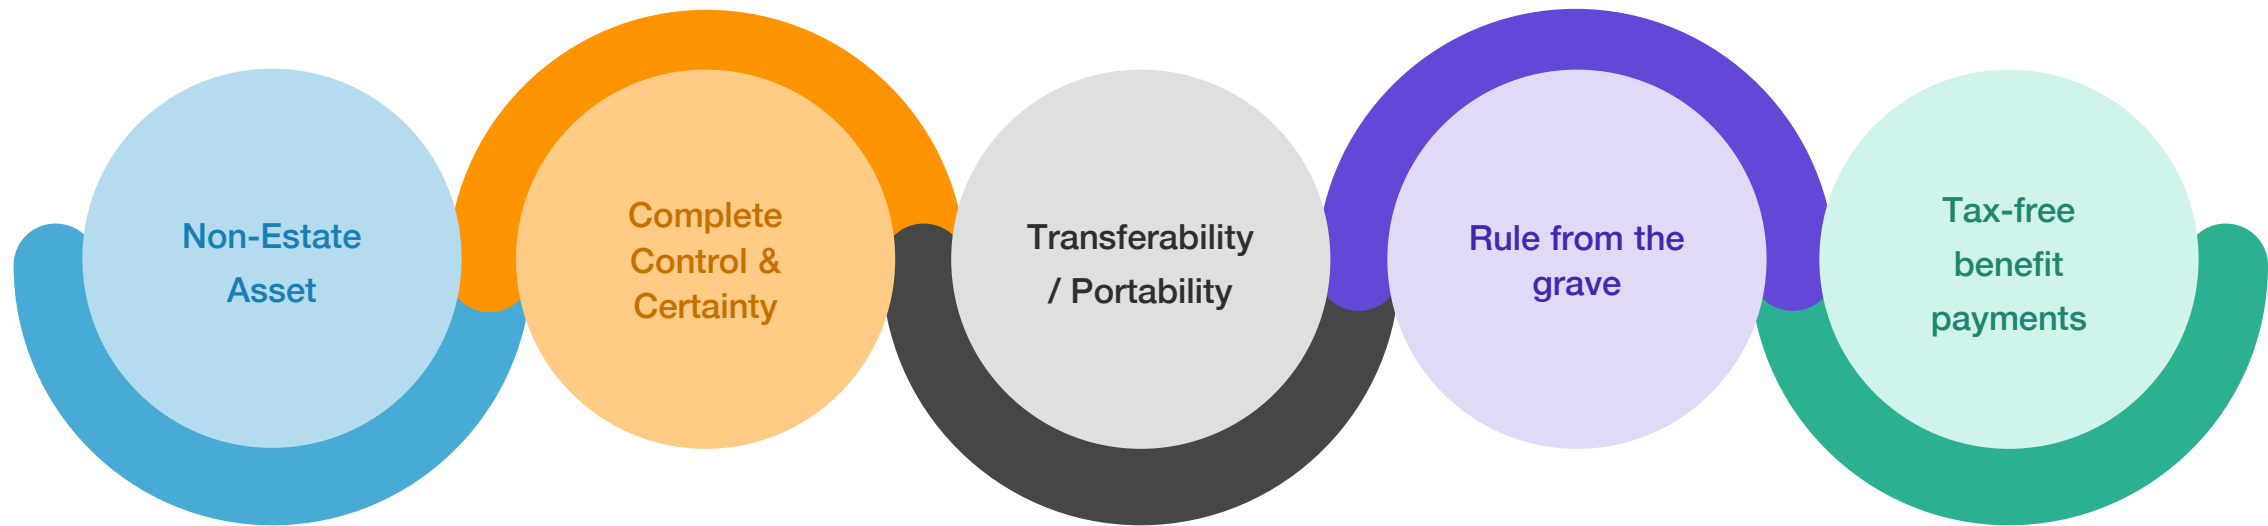 Non-Estate
Asset
Complete
Control &
Certainty
Transferability
/ Portability
Rule from the
grave
Tax-free
benefit
payments